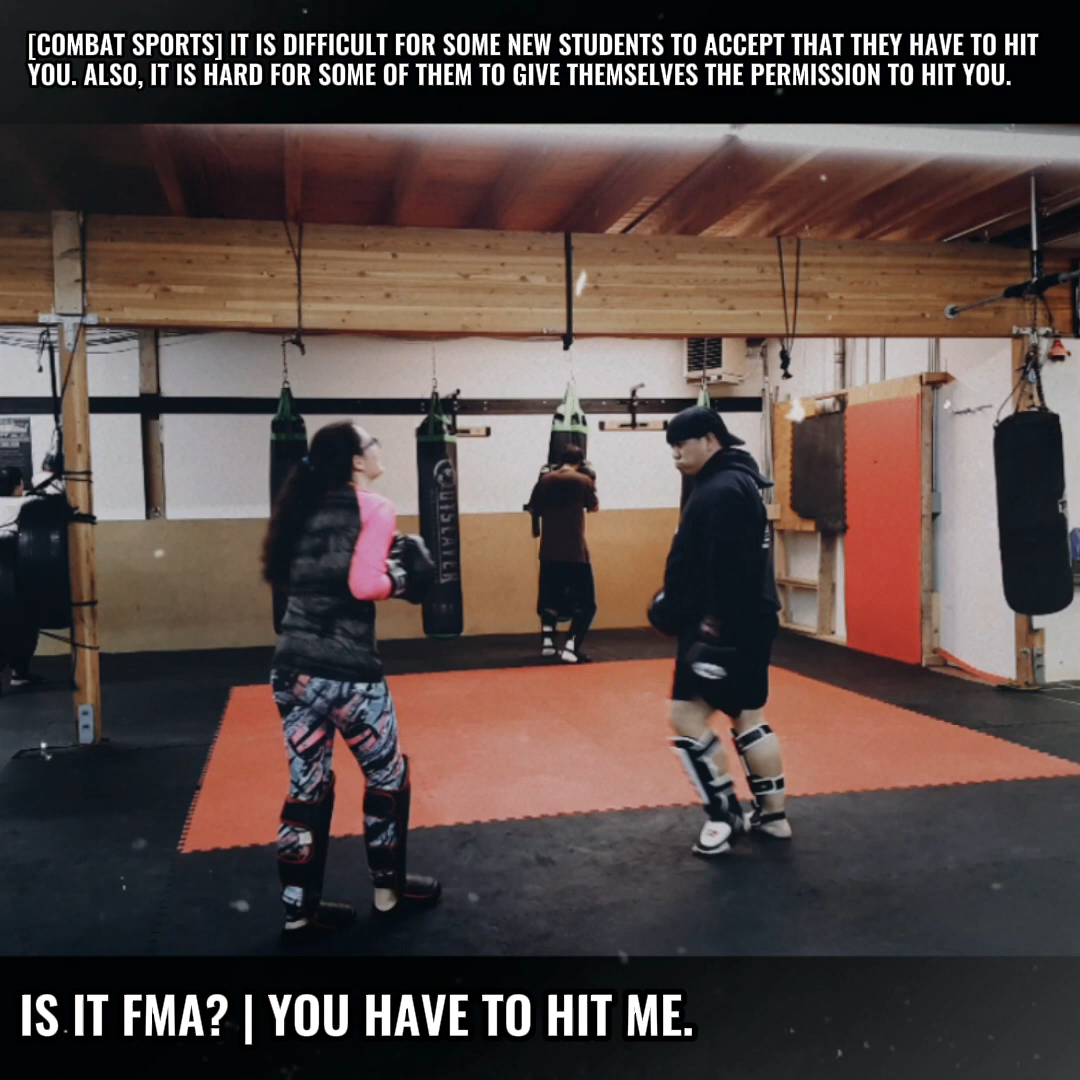 [COMBAT SPORTS] IT IS DIFFICULT FOR SOME NEW STUDENTS TO ACCEPT THAT THEY HAVE TO HIT
YOU. ALSO, IT IS HARD FOR SOME OF THEM TO GIVE THEMSELVES THE PERMISSION TO HIT YOU.
OUTSLAYER
IS IT FMA? | YOU HAVE TO HIT ME.